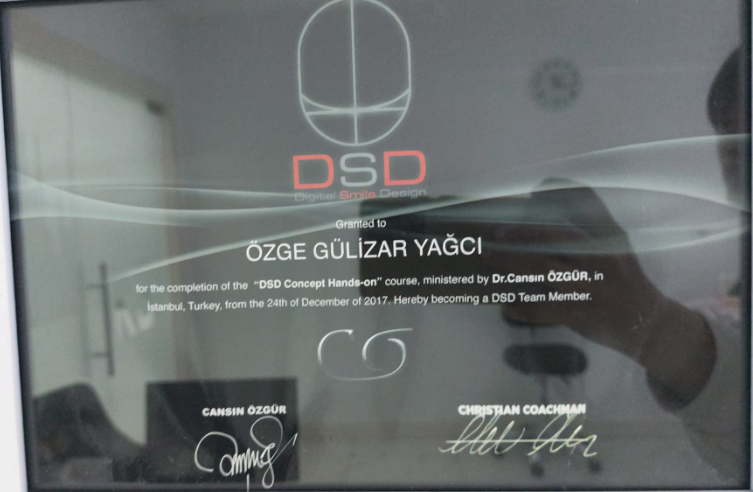 DSD
Digital Smile Design
Granted to
ÖZGE GÜLİZAR YAĞCI
for the completion of the "DSD Concept Hands-on" course, ministered by Dr.Cansın ÖZGÜR, in
İstanbul, Turkey, from the 24th of December of 2017. Hereby becoming a DSD Team Member.
CANSIN ÖZGÜR
CHRISTIAN COACHMAN